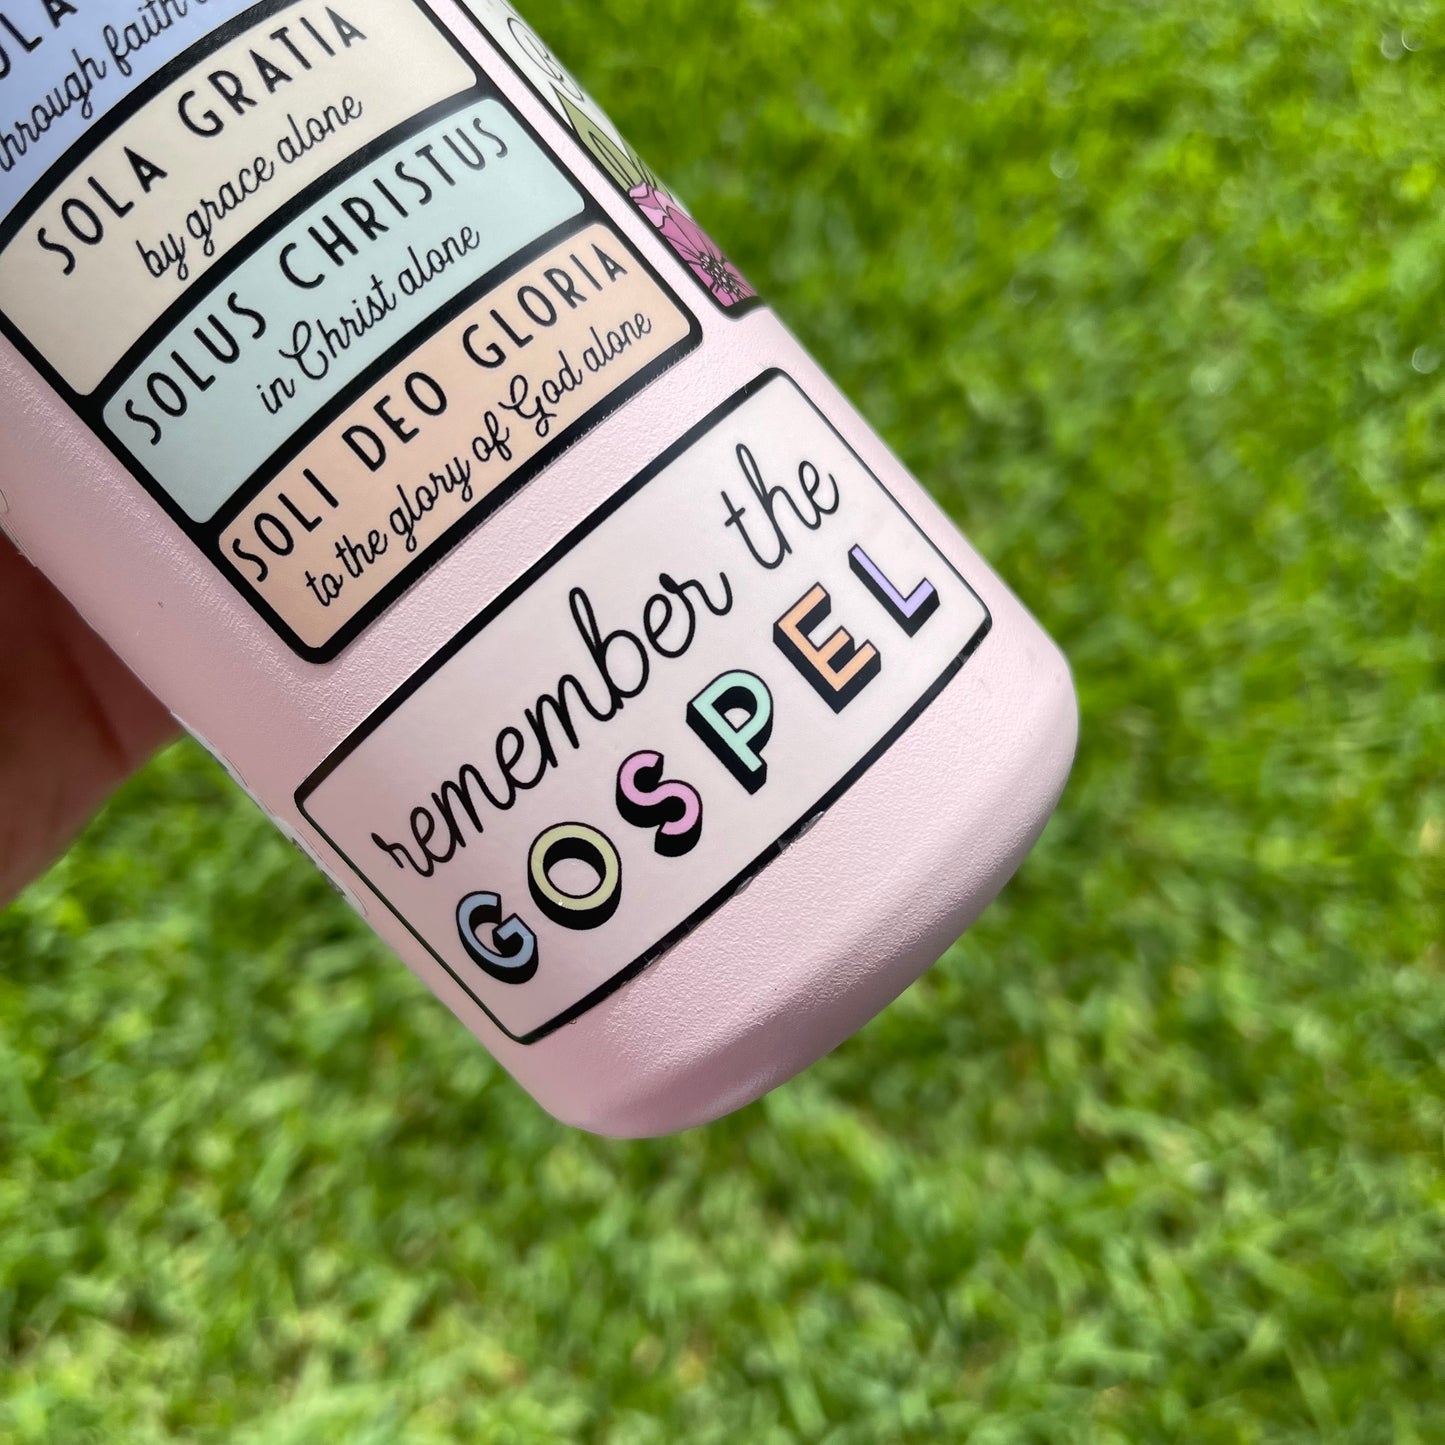 through faith
SOLA GRATIA
by grace alone
SOLUS CHRISTUS
in Christ alone
SOLI DEO GLORIA
to the glory of God alone
remember the
GOSPEL